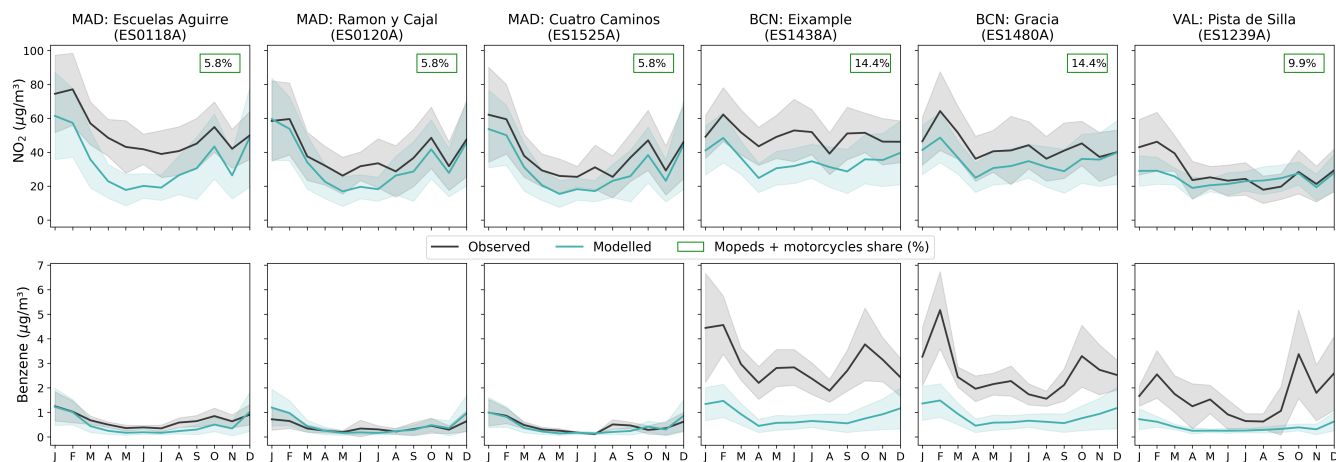 MAD: Escuelas Aguirre
(ES0118A)
MAD: Ramon y Cajal
(ES0120A)
MAD: Cuatro Caminos
(ES1525A)
BCN: Eixample
(ES1438A)
BCN: Gracia
(ES1480A)
VAL: Pista de Silla
(ES1239A)
NO₂ (μg/m³)
100
80
60
40
20
0
5.8%
5.8%
5.8%
14.4%
14.4%
9.9%
Observed
Modelled
Mopeds + motorcycles share (%)
Benzene (μg/m³)
7
6
5
4
3
2
1
0
J F M A M J J A S O N D
J F M A M J J A S O N D
J F M A M J J A S O N D
J F M A M J J A S O N D
J F M A M J J A S O N D
J F M A M J J A S O N D